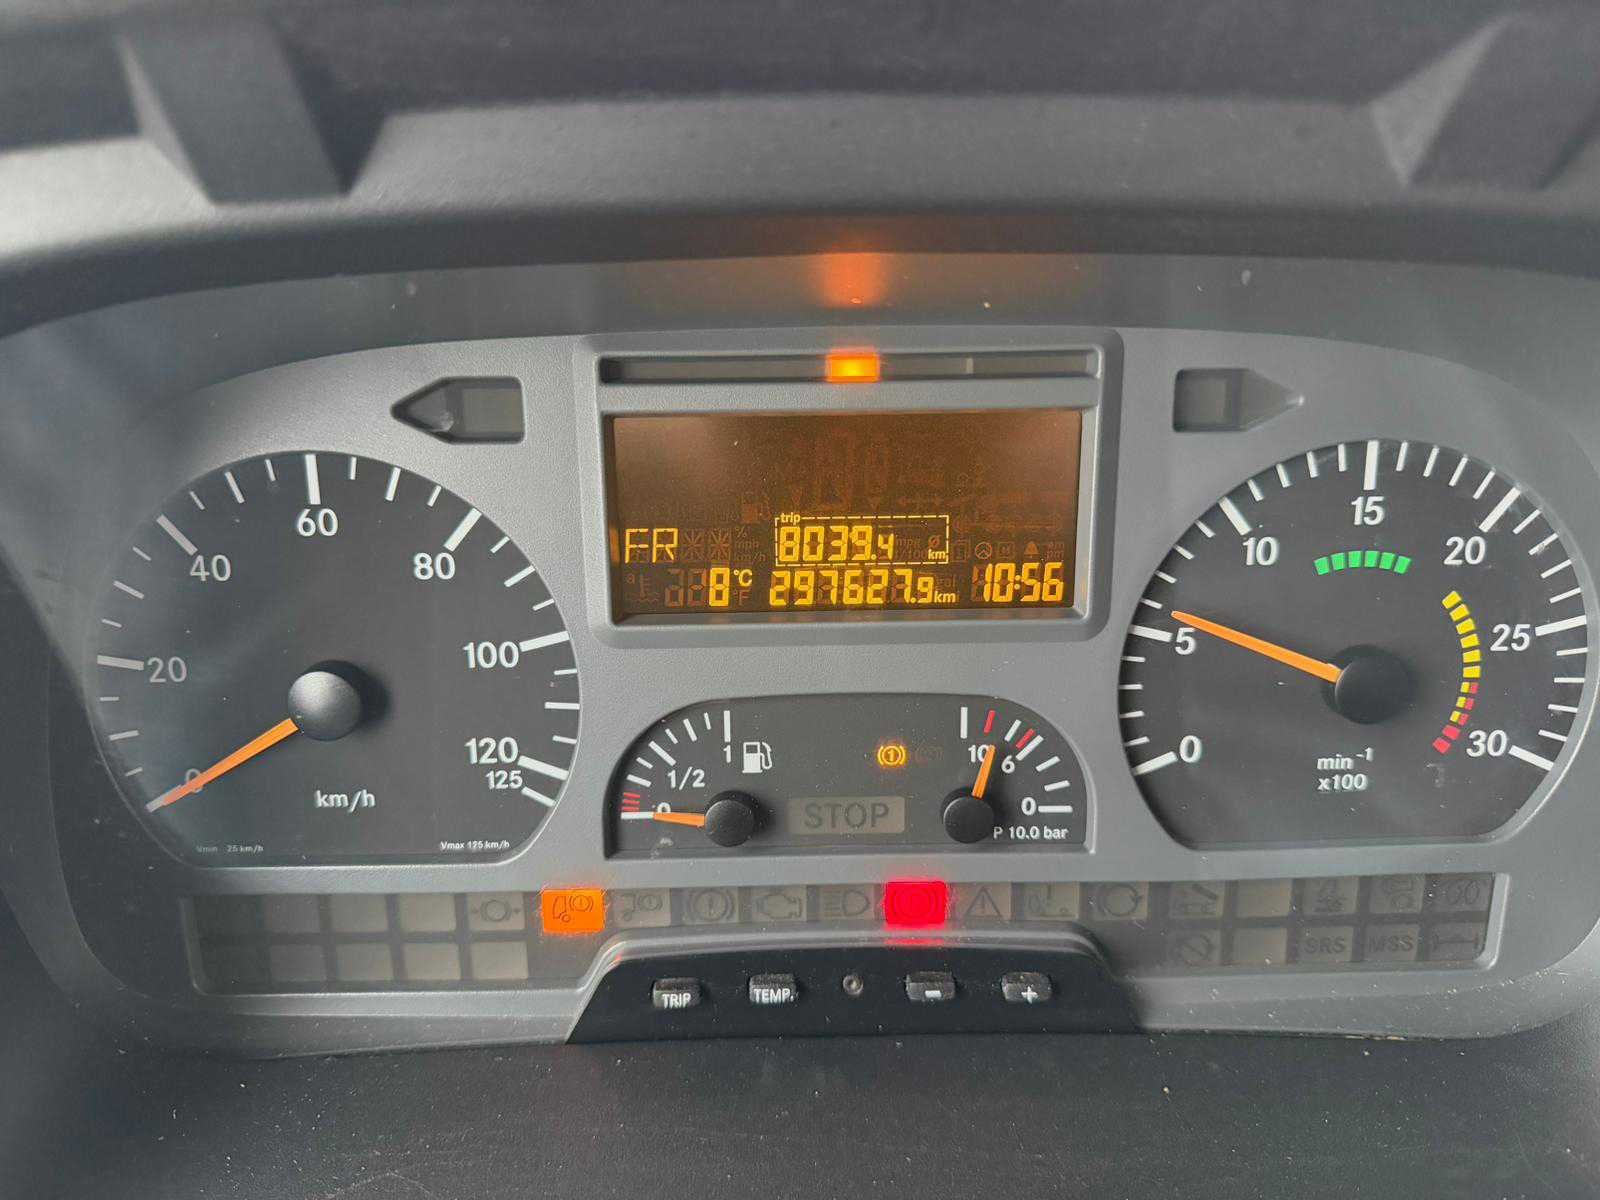 60
40
80
20
100
120
125
0
km/h
Vmin 25 km/h
Vmax 125 km/h
trip
FR
8039.4
km
8 °C
297627.9 km
10:56
1
1/2
0
10
6
0
STOP
P 10.0 bar
15
10
20
5
25
0
30
min⁻¹
x100
SRS
MSS
TRIP
TEMP.
-
+